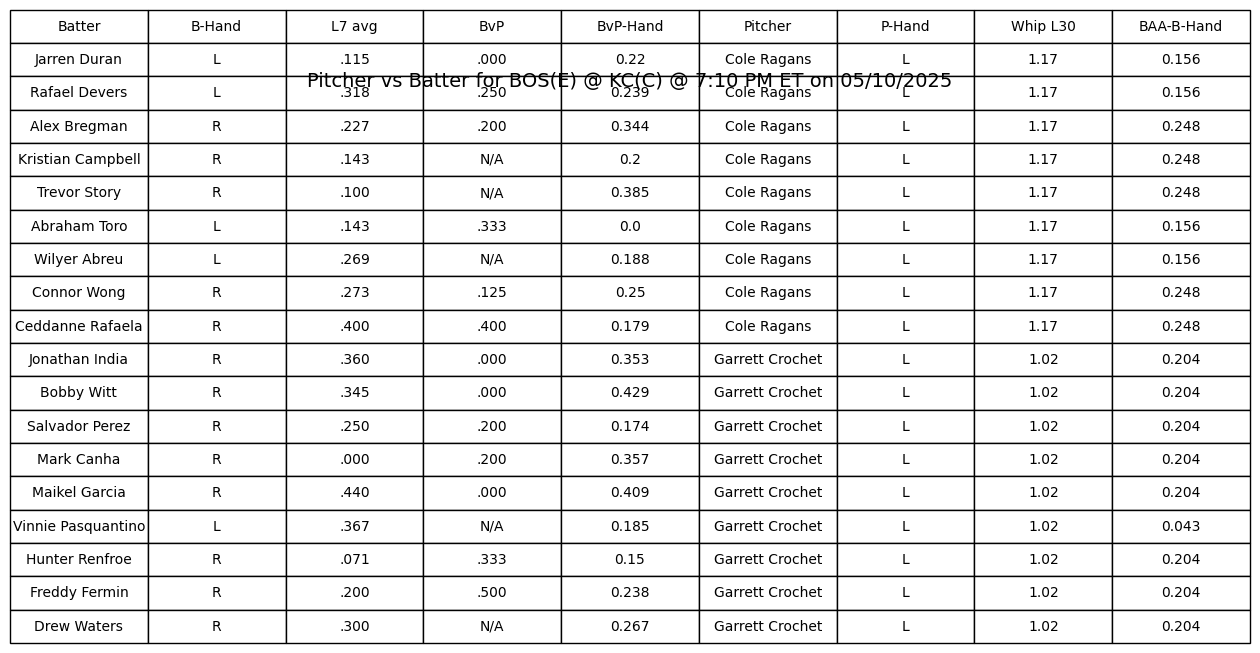 Batter B-Hand L7 avg BvP BvP-Hand Pitcher P-Hand Whip L30 BAA-B-Hand
Jarren Duran L .115 .000 0.22 Cole Ragans L 1.17 0.156
Pitcher vs Batter for BOS(E) @ KC(C) @ 7:10 PM ET on 05/10/2025
Rafael Devers L .318 .250 0.239 Cole Ragans L 1.17 0.156
Alex Bregman R .227 .200 0.344 Cole Ragans L 1.17 0.248
Kristian Campbell R .143 N/A 0.2 Cole Ragans L 1.17 0.248
Trevor Story R .100 N/A 0.385 Cole Ragans L 1.17 0.248
Abraham Toro L .143 .333 0.0 Cole Ragans L 1.17 0.156
Wilyer Abreu L .269 N/A 0.188 Cole Ragans L 1.17 0.156
Connor Wong R .273 .125 0.25 Cole Ragans L 1.17 0.248
Ceddanne Rafaela R .400 .400 0.179 Cole Ragans L 1.17 0.248
Jonathan India R .360 .000 0.353 Garrett Crochet L 1.02 0.204
Bobby Witt R .345 .000 0.429 Garrett Crochet L 1.02 0.204
Salvador Perez R .250 .200 0.174 Garrett Crochet L 1.02 0.204
Mark Canha R .000 .200 0.357 Garrett Crochet L 1.02 0.204
Maikel Garcia R .440 .000 0.409 Garrett Crochet L 1.02 0.204
Vinnie Pasquantino L .367 N/A 0.185 Garrett Crochet L 1.02 0.043
Hunter Renfroe R .071 .333 0.15 Garrett Crochet L 1.02 0.204
Freddy Fermin R .200 .500 0.238 Garrett Crochet L 1.02 0.204
Drew Waters R .300 N/A 0.267 Garrett Crochet L 1.02 0.204